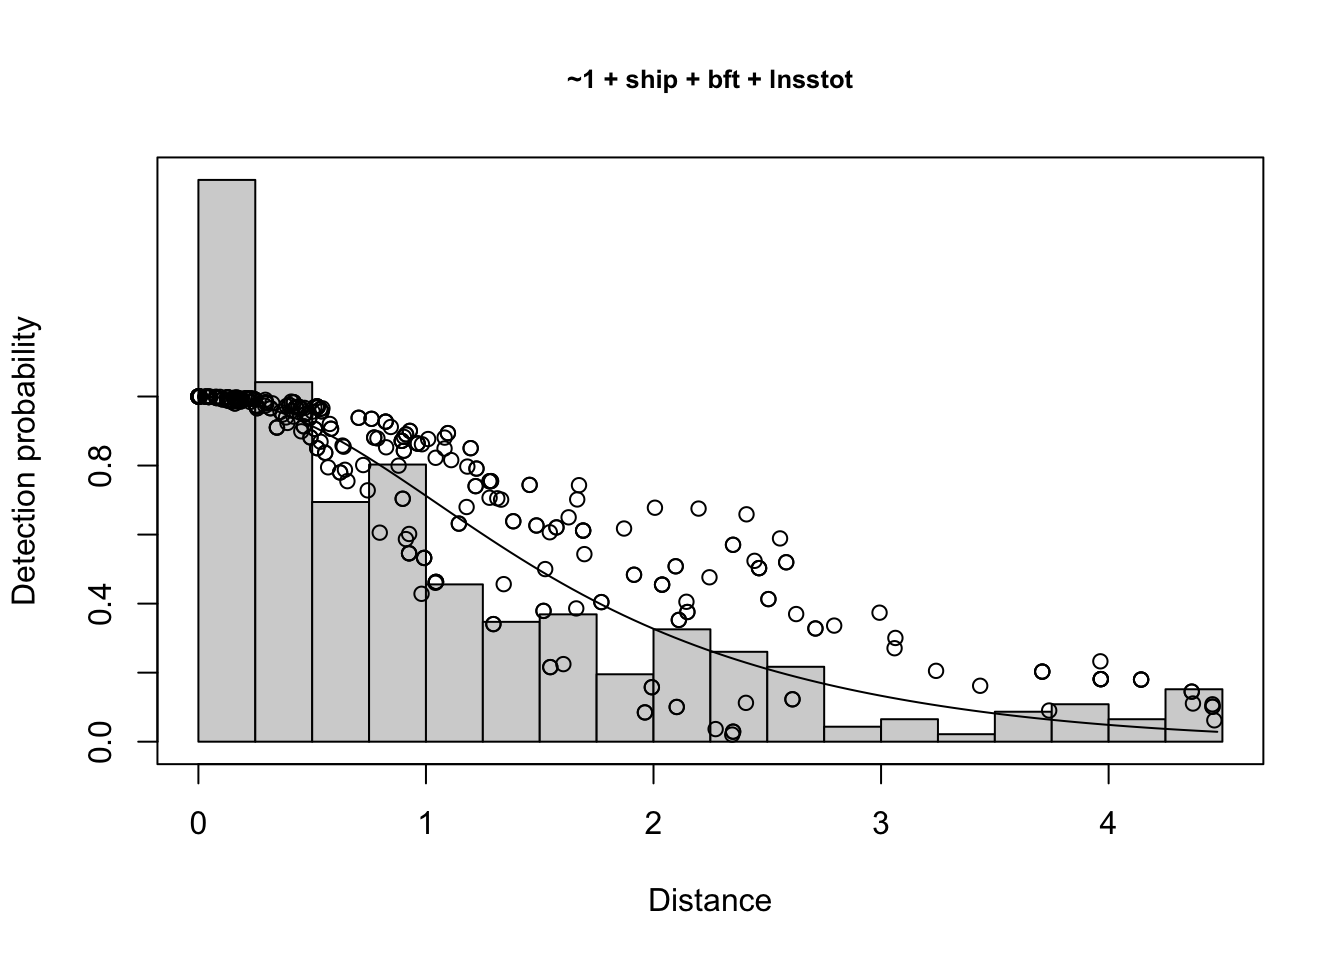 ~1 + ship + bft + lnsstot
Detection probability
0.8
0.4
0.0
0 1 2 3 4
Distance